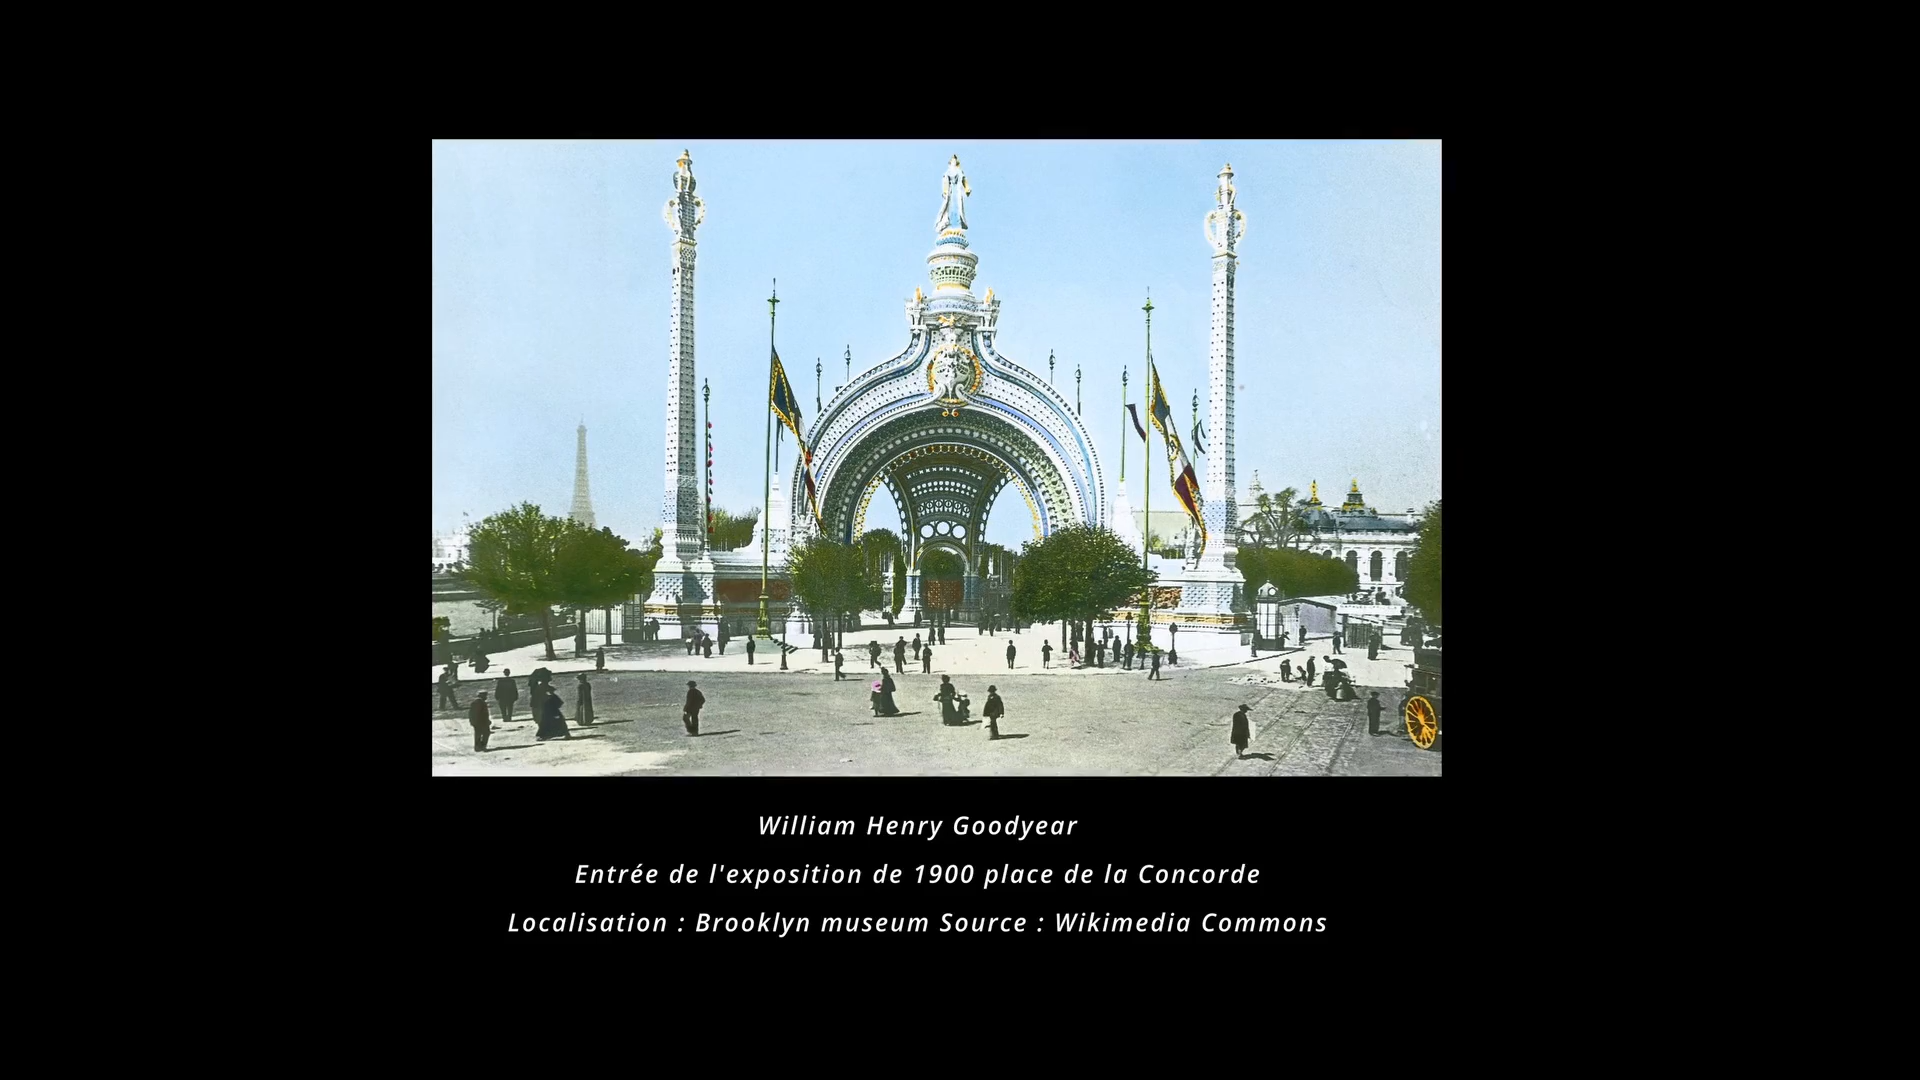 William Henry Goodyear
Entrée de l'exposition de 1900 place de la Concorde
Localisation : Brooklyn museum Source : Wikimedia Commons